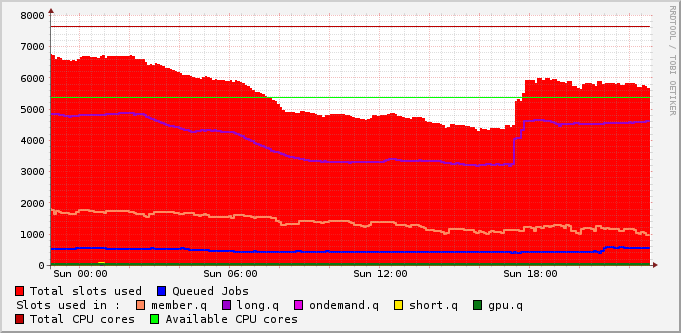 8000
7000
6000
5000
4000
3000
2000
1000
0
Sun 00:00 Sun 06:00 Sun 12:00 Sun 18:00
Total slots used Queued Jobs
Slots used in : member.q long.q ondemand.q short.q gpu.q
Total CPU cores Available CPU cores
RRDTOOL / TOBI OETIKER